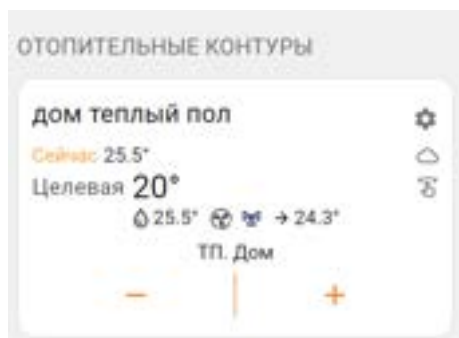 ОТОПИТЕЛЬНЫЕ КОНТУРЫ
дом теплый пол
Сейчас 25.5°
Целевая 20°
25.5° → 24.3°
ТП. Дом
− +